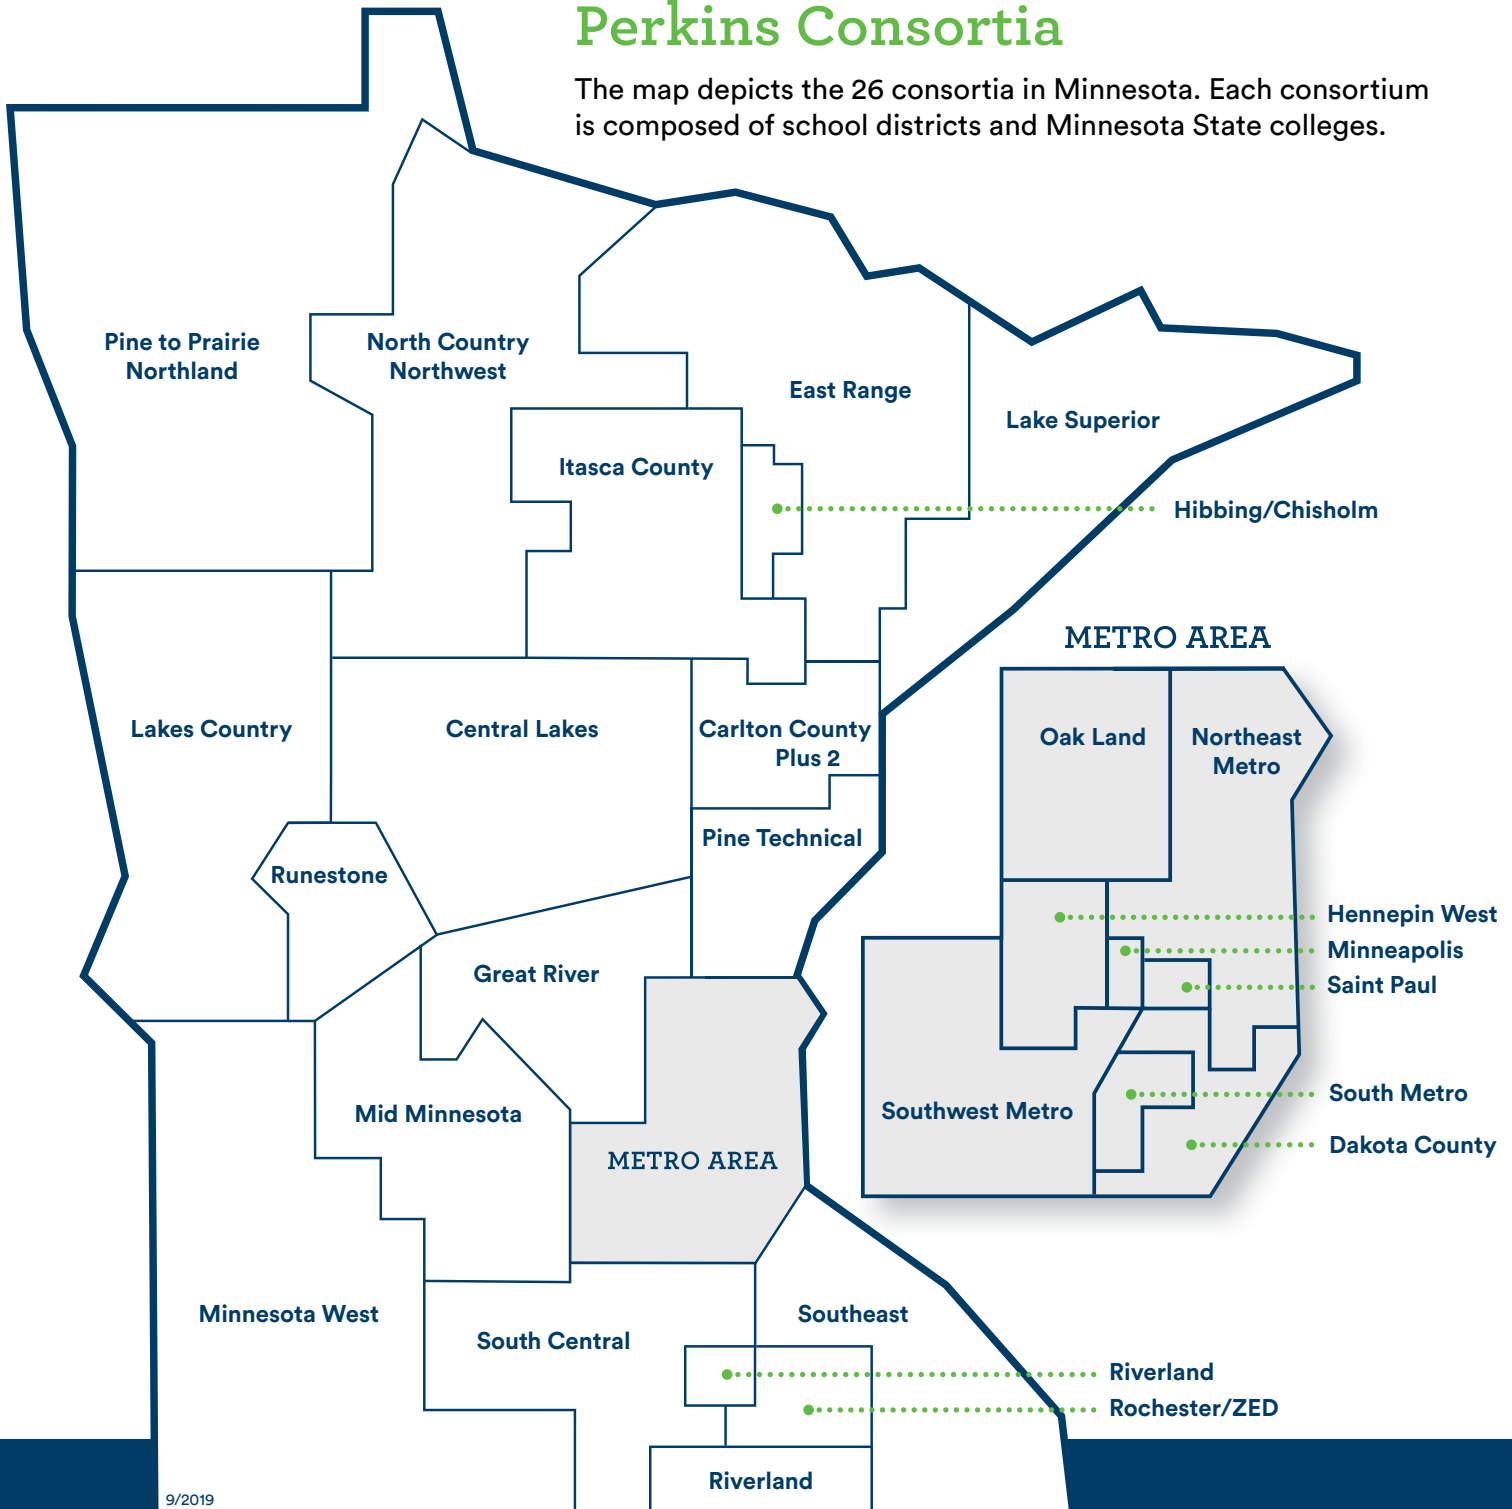 Perkins Consortia
The map depicts the 26 consortia in Minnesota. Each consortium
is composed of school districts and Minnesota State colleges.
Pine to Prairie
Northland
North Country
Northwest
East Range
Lake Superior
Itasca County
Hibbing/Chisholm
METRO AREA
Lakes Country
Central Lakes
Carlton County
Plus 2
Oak Land
Northeast
Metro
Pine Technical
Runestone
Hennepin West
Minneapolis
Saint Paul
Great River
South Metro
Southwest Metro
Mid Minnesota
Dakota County
METRO AREA
Minnesota West
Southeast
South Central
Riverland
Rochester/ZED
Riverland
9/2019